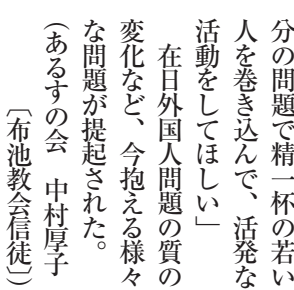 分の問題で精一杯の若い
人を巻き込んで、活発な
活動をしてほしい」
在日外国人問題の質の
変化など、今抱える様々
な問題が提起された。
(あるすの会　中村厚子
〔布池教会信徒〕)